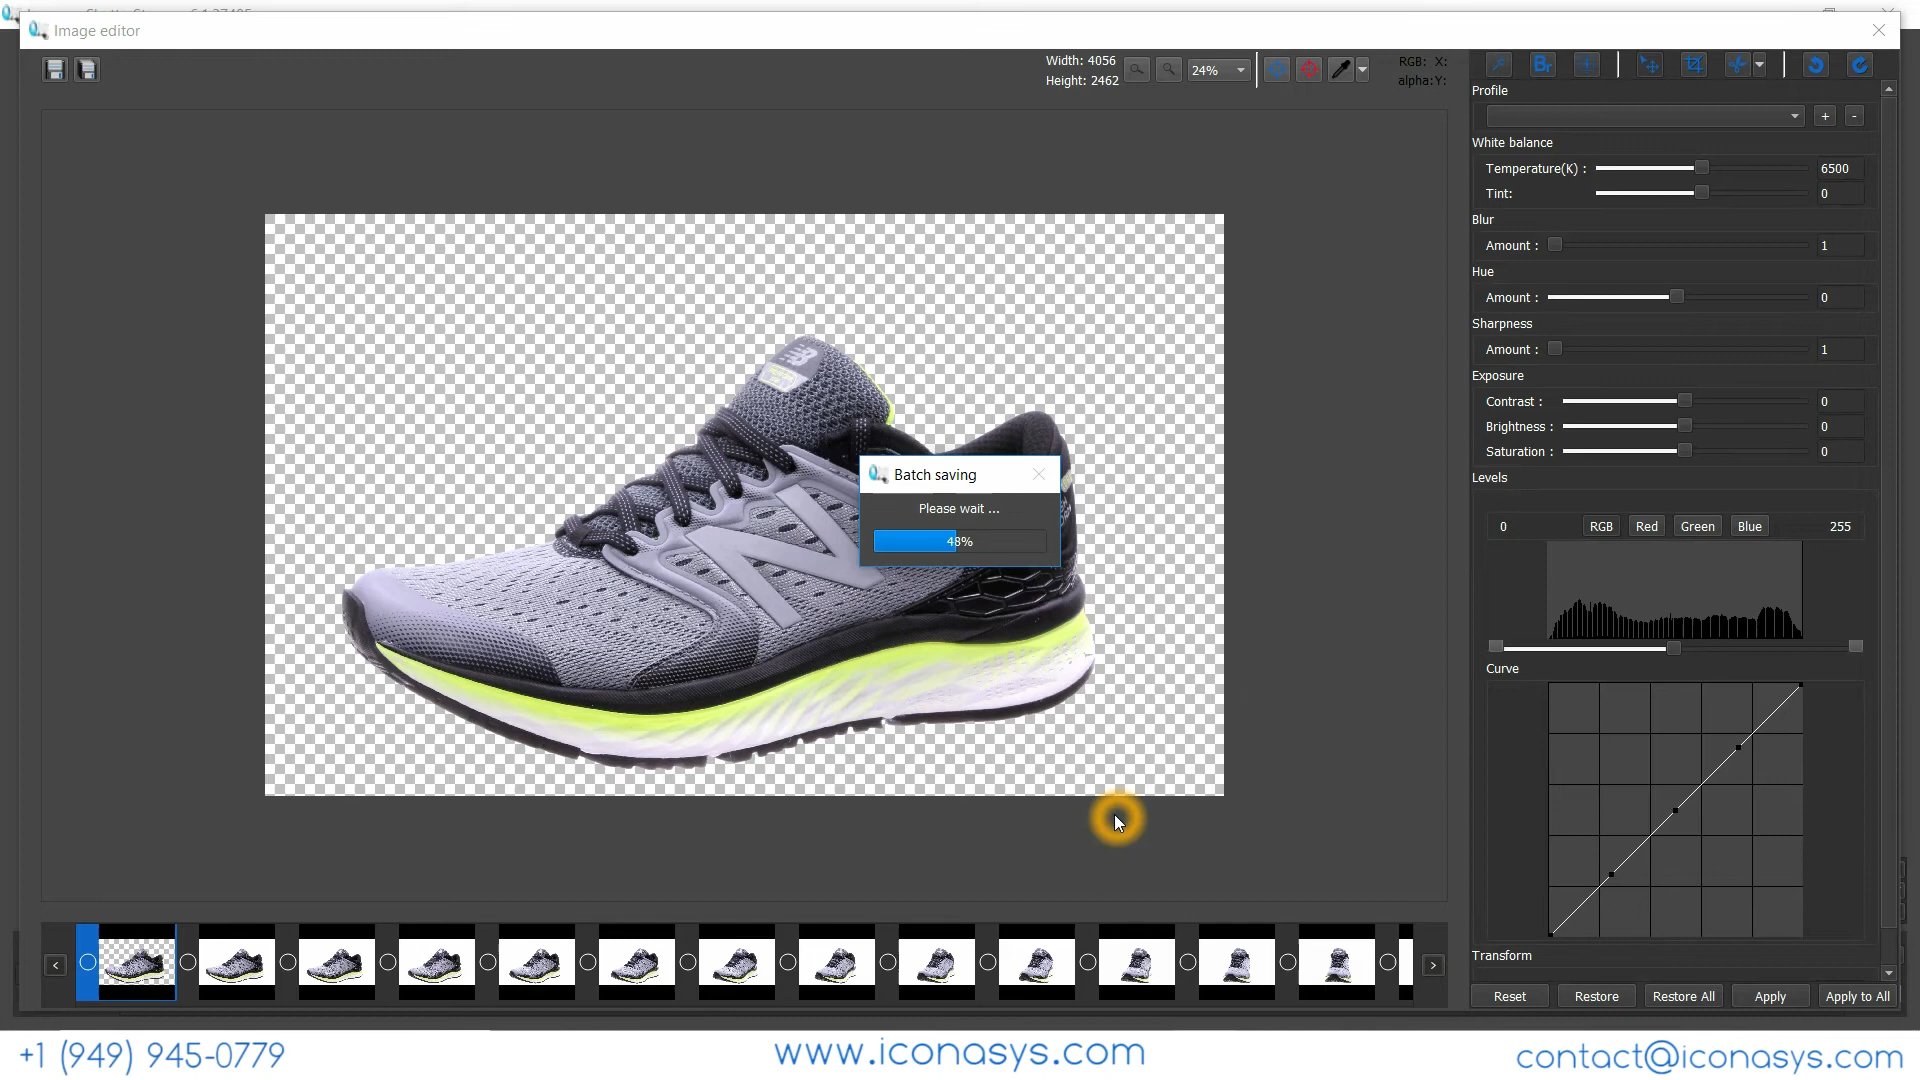 Image editor
Width: 4056
Height: 2462
24%
RGB: X:
alpha:Y:
Br
Profile
+
-
White balance
Temperature(K) : 6500
Tint: 0
Blur
Amount : 1
Hue
Amount : 0
Sharpness
Amount : 1
Exposure
Contrast : 0
Brightness : 0
Saturation : 0
Levels
0 RGB Red Green Blue 255
Curve
Transform
Reset Restore Restore All Apply Apply to All
Batch saving
Please wait ...
48%
<
>
+1 (949) 945-0779
www.iconasys.com
contact@iconasys.com